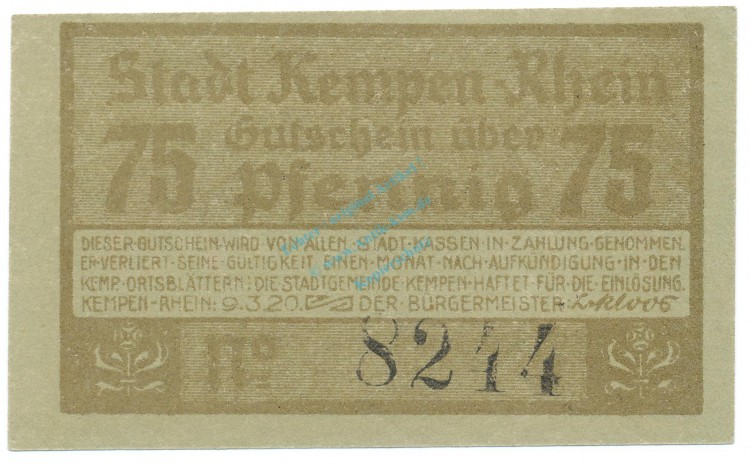 Stadt Kempen-Rhein
75 Gutschein über 75
Pfennig
DIESER·GUTSCHEIN·WIRD VON·ALLEN·STADT·KASSEN·IN·ZAHLUNG·GENOMMEN.
ER·VERLIERT·SEINE·GÜLTIGKEIT EINEN·MONAT·NACH·AUFKÜNDIGUNG·IN·DEN
KEMP·ORTSBLÄTTERN: DIE STADTGEMEINDE KEMPEN·HAFTET FÜR·DIE·EINLÖSUNG.
KEMPEN-RHEIN: 9.3.20. DER BÜRGERMEISTER:
No 8244